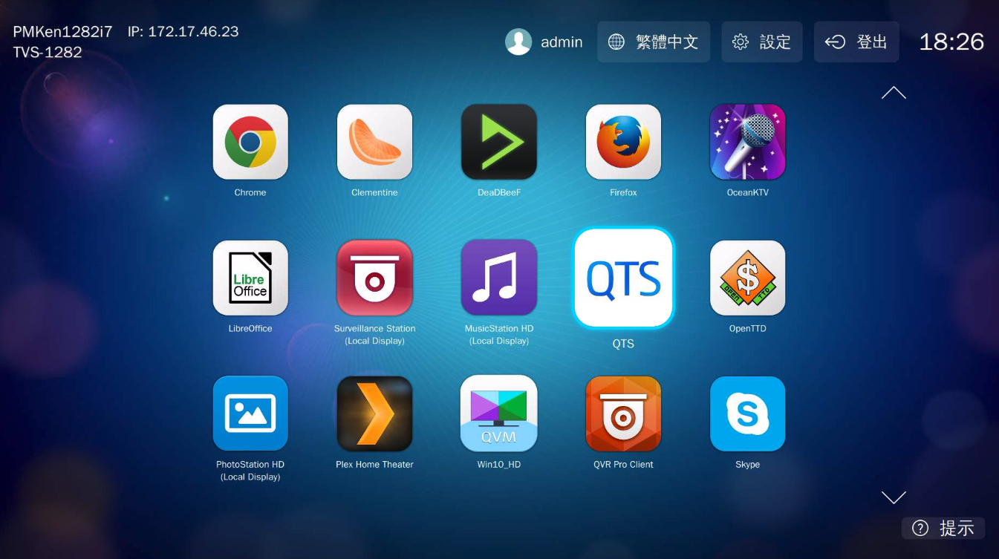 PMKen1282i7 IP: 172.17.46.23
TVS-1282
admin 繁體中文 設定 登出 18:26
Chrome Clementine DeaDBeeF Firefox OceanKTV
Libre
Office
QTS
OPEN TTD
LibreOffice Surveillance Station
(Local Display) MusicStation HD
(Local Display) QTS OpenTTD
QVM
PhotoStation HD
(Local Display) Plex Home Theater Win10_HD QVR Pro Client Skype
提示